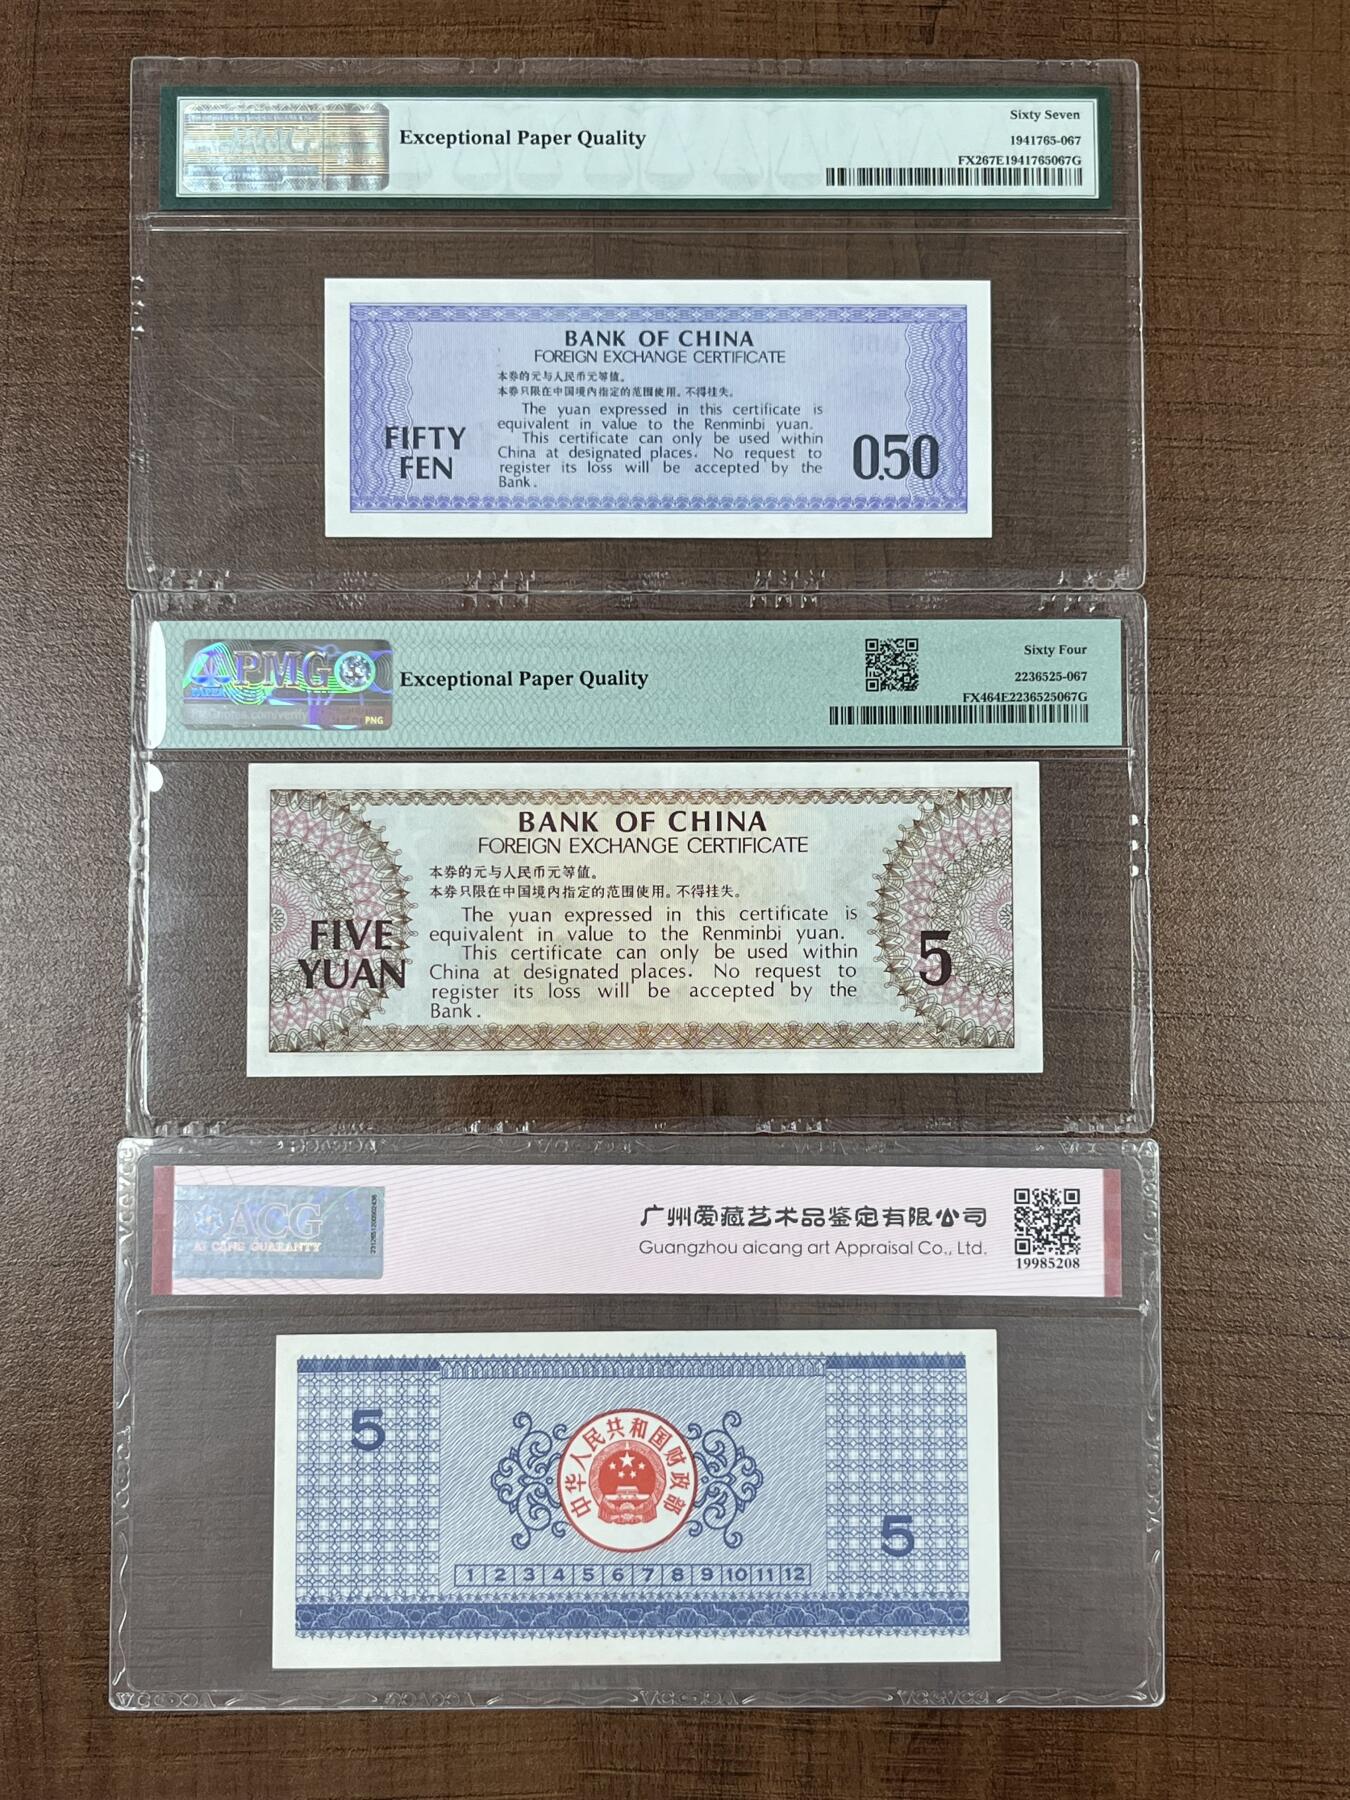 Exceptional Paper Quality
Sixty Seven
1941765-067
FX267E1941765067G
BANK OF CHINA
FOREIGN EXCHANGE CERTIFICATE
本券的元与人民币元等值。
本券只限在中国境内指定的范围使用。不得挂失。
The yuan expressed in this certificate is
equivalent in value to the Renminbi yuan.
This certificate can only be used within
China at designated places. No request to
register its loss will be accepted by the
Bank.
FIFTY
FEN
0.50
PMG
PNG
Exceptional Paper Quality
Sixty Four
2236525-067
FX464E2236525067G
BANK OF CHINA
FOREIGN EXCHANGE CERTIFICATE
本券的元与人民币元等值。
本券只限在中国境内指定的范围使用。不得挂失。
The yuan expressed in this certificate is
equivalent in value to the Renminbi yuan.
This certificate can only be used within
China at designated places. No request to
register its loss will be accepted by the
Bank.
FIVE
YUAN
5
ACG
AI CANG GUARANTY
广州爱藏艺术品鉴定有限公司
Guangzhou aicang art Appraisal Co., Ltd.
19985208
5
中华人民共和国财政部
5
1 2 3 4 5 6 7 8 9 10 11 12